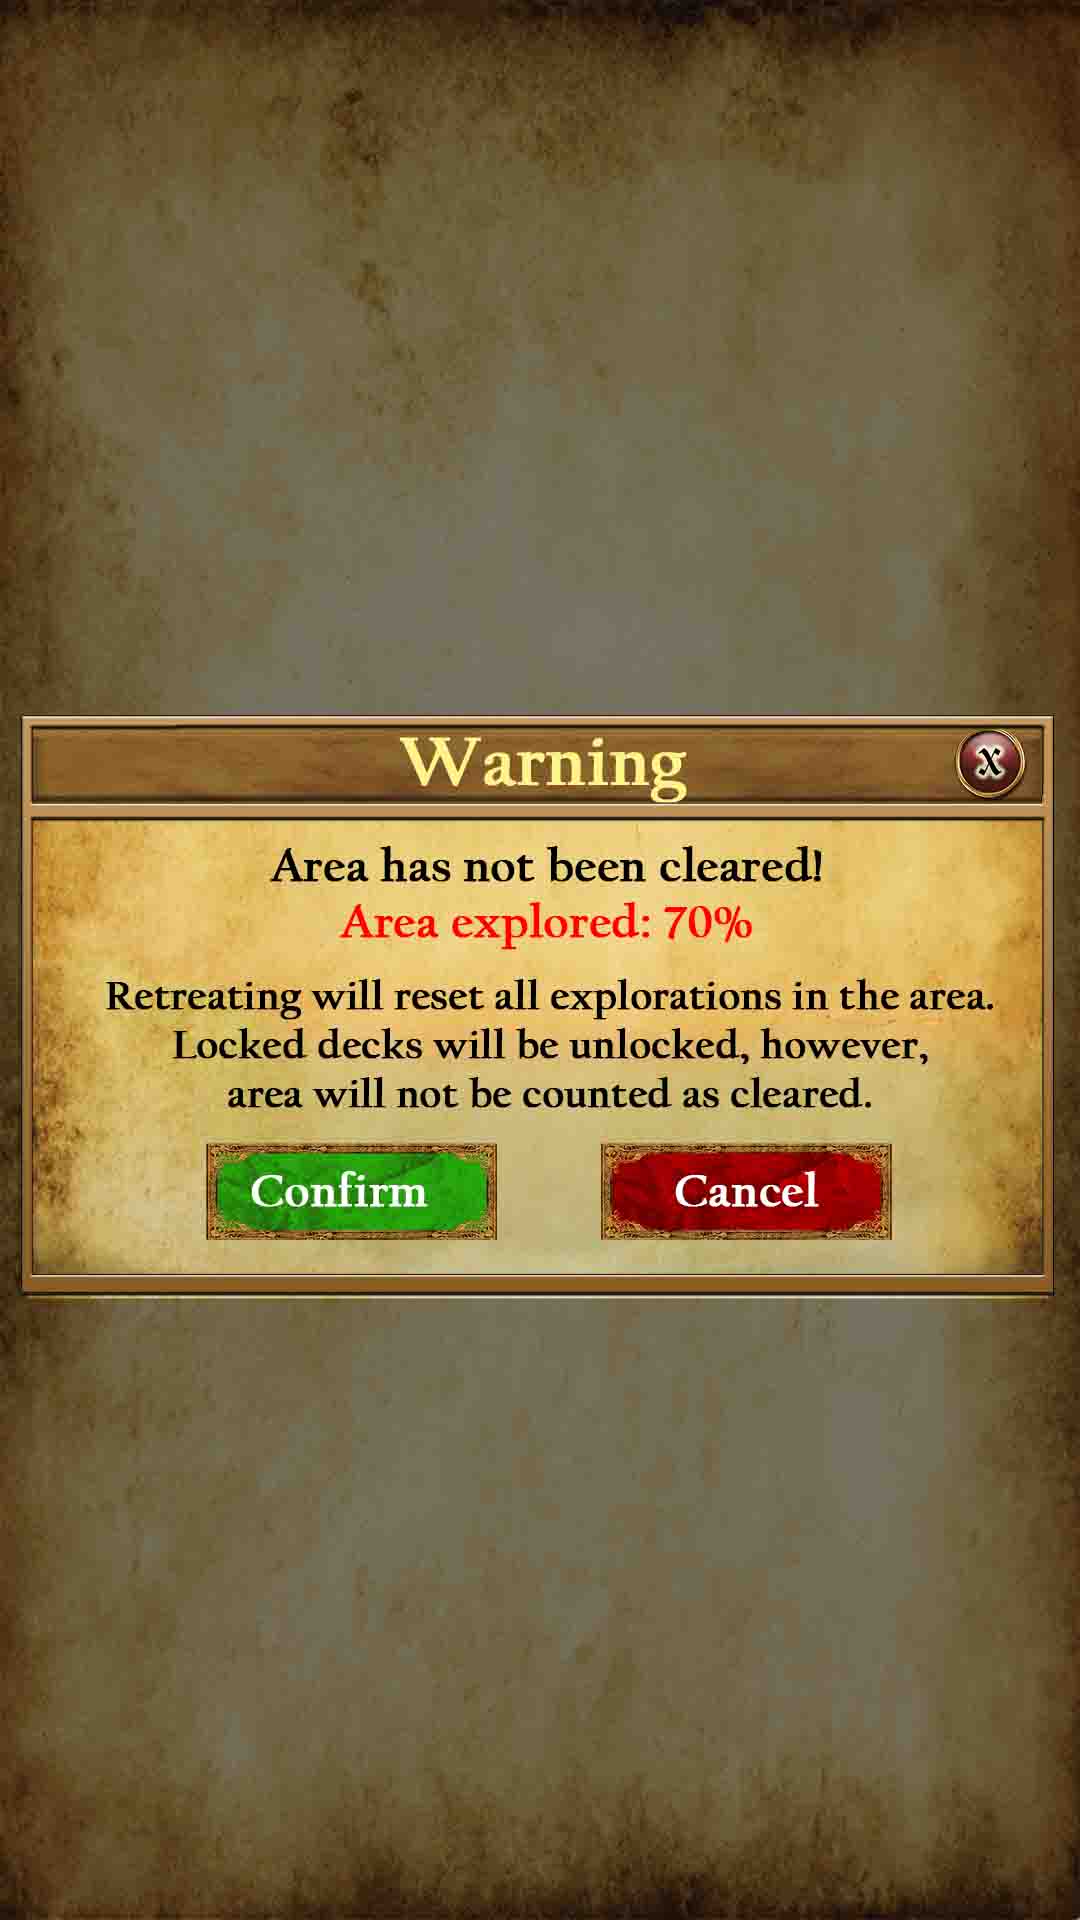 Warning
X
Area has not been cleared!
Area explored: 70%
Retreating will reset all explorations in the area.
Locked decks will be unlocked, however,
area will not be counted as cleared.
Confirm
Cancel